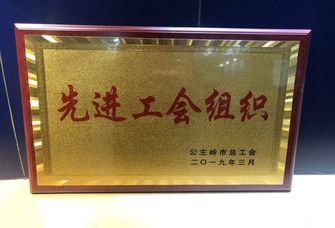 先进工会组织
公主岭市总工会
二〇一九年三月